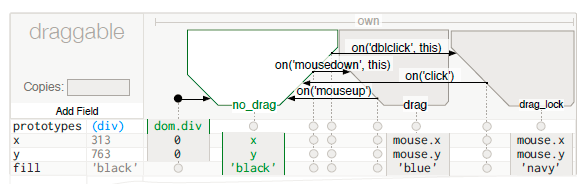 own
draggable
on('dblclick', this)
on('mousedown', this)
on('click')
Copies:
on('mouseup')
no_drag
drag
drag_lock
Add Field
prototypes (div) dom.div
x 313 0 x mouse.x mouse.x
y 763 0 y mouse.y mouse.y
fill 'black' 'black' 'blue' 'navy'